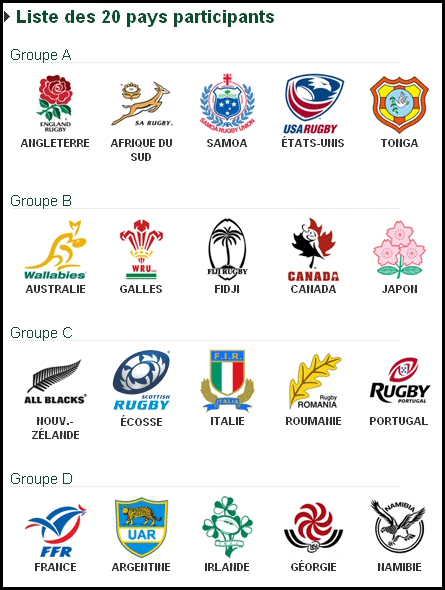 Liste des 20 pays participants
Groupe A
ENGLAND
RUGBY
SA RUGBY
SAMOA RUGBY UNION
USARUGBY
ANGLETERRE
AFRIQUE DU
SUD
SAMOA
ÉTATS-UNIS
TONGA
Groupe B
Wallabies
WRU
FIJI RUGBY
CANADA
AUSTRALIE
GALLES
FIDJI
CANADA
JAPON
Groupe C
ALL BLACKS
SCOTTISH
RUGBY
F.I.R.
ITALIA
Rugby
ROMANIA
RUGBY
PORTUGAL
NOUV.-
ZÉLANDE
ÉCOSSE
ITALIE
ROUMANIE
PORTUGAL
Groupe D
FFR
UAR
NAMIBIA
FRANCE
ARGENTINE
IRLANDE
GÉORGIE
NAMIBIE